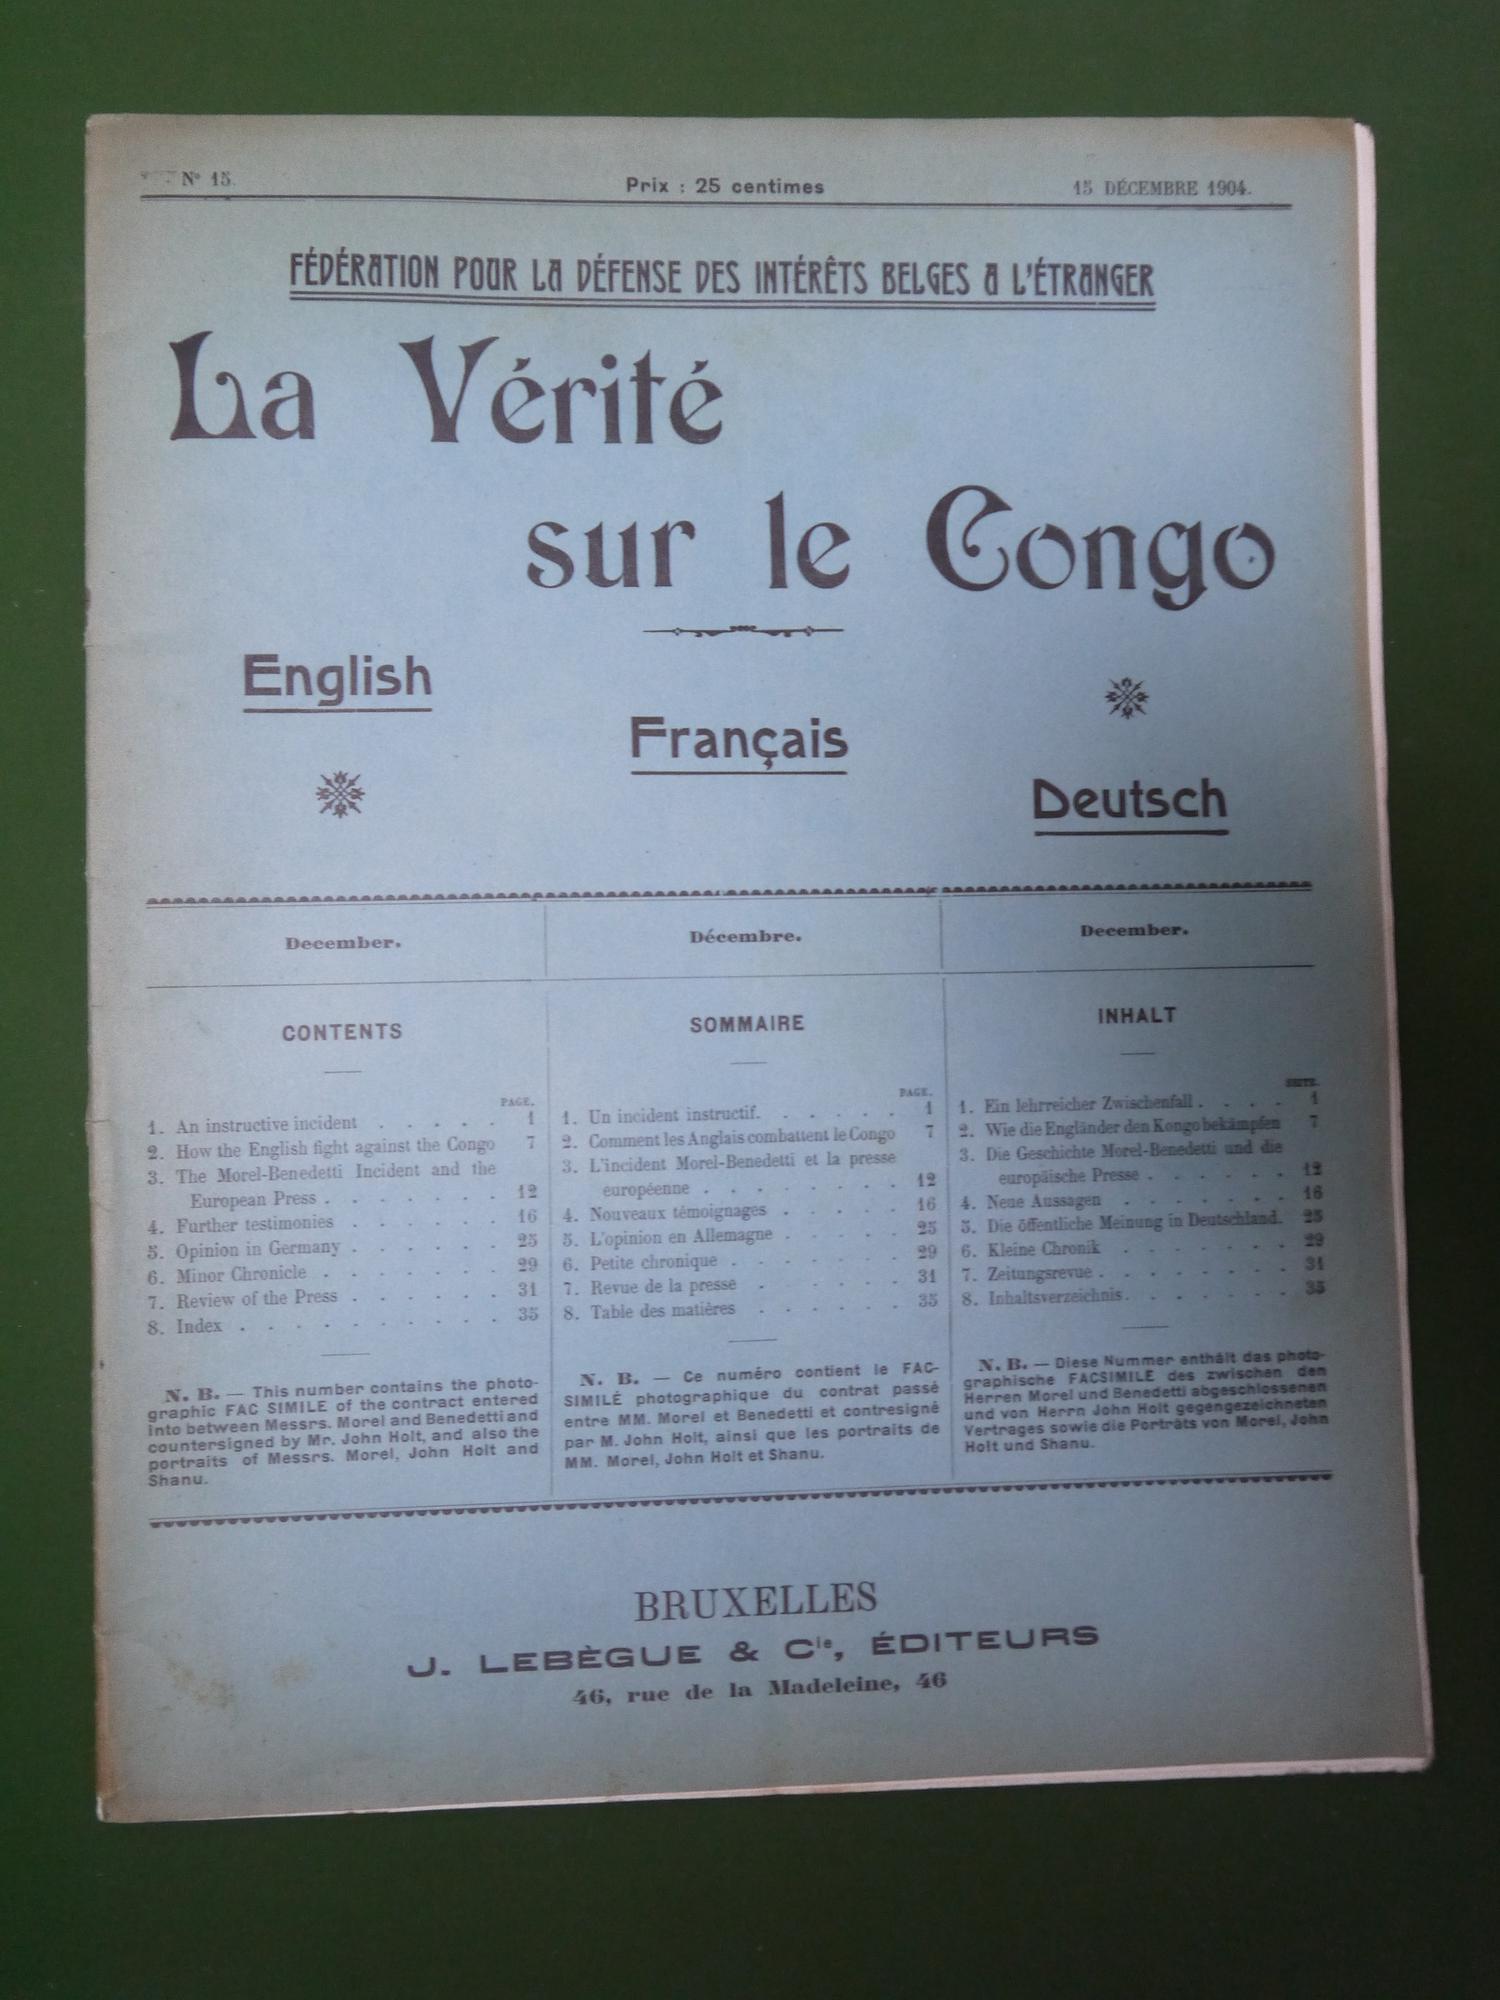 Nº 15.
Prix : 25 centimes
15 DÉCEMBRE 1904.
FÉDÉRATION POUR LA DÉFENSE DES INTÉRÊTS BELGES A L'ÉTRANGER
La Vérité
sur le Congo
English
Français
Deutsch
December.
CONTENTS
PAGE.
1. An instructive incident . . . . . 1
2. How the English fight against the Congo 7
3. The Morel-Benedetti Incident and the
European Press . . . . . . . 12
4. Further testimonies . . . . . . 16
5. Opinion in Germany . . . . . . 25
6. Minor Chronicle . . . . . . . 29
7. Review of the Press . . . . . . 31
8. Index . . . . . . . . . . 35
N. B. — This number contains the photo-
graphic FAC SIMILE of the contract entered
into between Messrs. Morel and Benedetti and
countersigned by Mr. John Holt, and also the
portraits of Messrs. Morel, John Holt and
Shanu.
Décembre.
SOMMAIRE
PAGE.
1. Un incident instructif. . . . . . 1
2. Comment les Anglais combattent le Congo 7
3. L'incident Morel-Benedetti et la presse
européenne . . . . . . . . 12
4. Nouveaux témoignages . . . . . 16
5. L'opinion en Allemagne . . . . . 25
6. Petite chronique . . . . . . . 29
7. Revue de la presse . . . . . . 31
8. Table des matières . . . . . . 35
N. B. — Ce numéro contient le FAC-
SIMILÉ photographique du contrat passé
entre MM. Morel et Benedetti et contresigné
par M. John Holt, ainsi que les portraits de
MM. Morel, John Holt et Shanu.
December.
INHALT
SEITE.
1. Ein lehrreicher Zwischenfall . . . . 1
2. Wie die Engländer den Kongo bekämpfen 7
3. Die Geschichte Morel-Benedetti und die
europäische Presse . . . . . . 12
4. Neue Aussagen . . . . . . . 16
5. Die öffentliche Meinung in Deutschland. 25
6. Kleine Chronik . . . . . . . 29
7. Zeitungsrevue . . . . . . . . 31
8. Inhaltsverzeichnis . . . . . . . 35
N. B. — Diese Nummer enthält das photo-
graphische FACSIMILE des zwischen den
Herren Morel und Benedetti abgeschlossenen
und von Herrn John Holt gegengezeichneten
Vertrages sowie die Porträts von Morel, John
Holt und Shanu.
BRUXELLES
J. LEBÈGUE & Cie, ÉDITEURS
46, rue de la Madeleine, 46